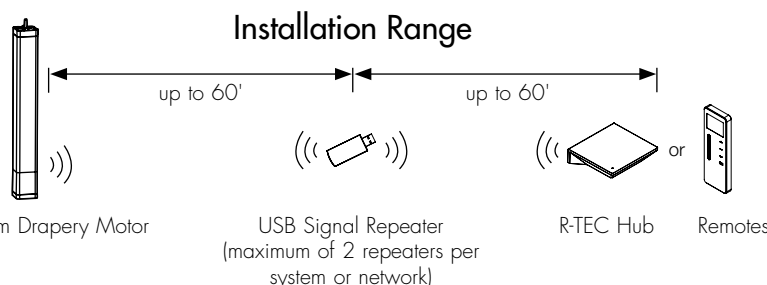 Installation Range
up to 60'
up to 60'
or
Drapery Motor
USB Signal Repeater
(maximum of 2 repeaters per
system or network)
R-TEC Hub
Remotes